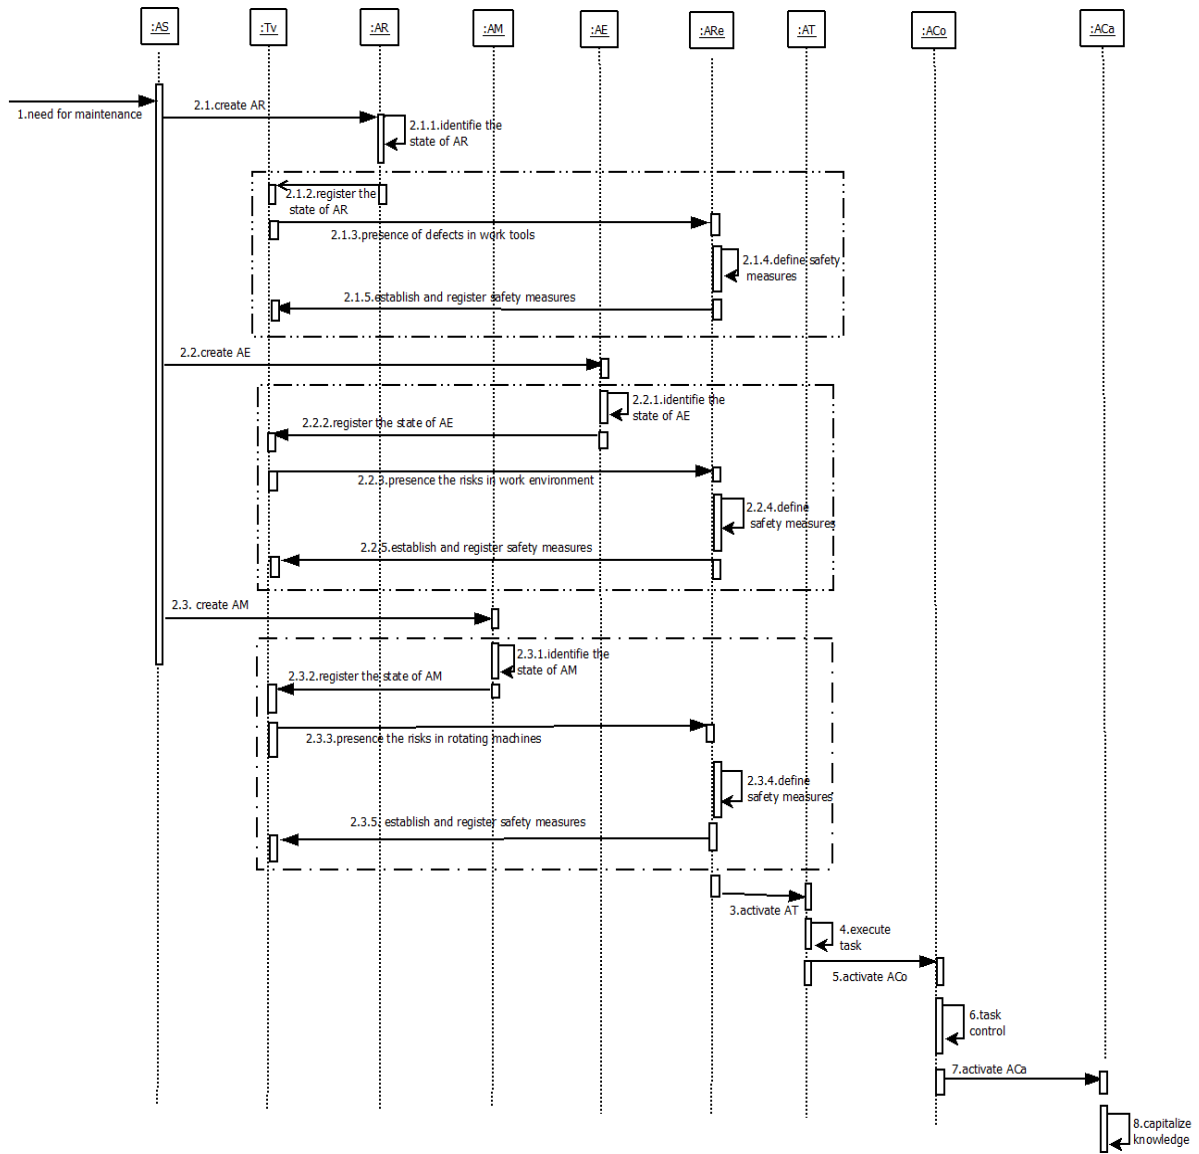 :AS
:Tv
:AR
:AM
:AE
:ARe
:AT
:ACo
:ACa
1.need for maintenance
2.1.create AR
2.1.1.identifie the
state of AR
2.1.2.register the
state of AR
2.1.3.presence of defects in work tools
2.1.4.define safety
measures
2.1.5.establish and register safety measures
2.2.create AE
2.2.1.identifie the
state of AE
2.2.2.register the state of AE
2.2.3.presence the risks in work environment
2.2.4.define
safety measures
2.2.5.establish and register safety measures
2.3. create AM
2.3.1.identifie the
state of AM
2.3.2.register the state of AM
2.3.3.presence the risks in rotating machines
2.3.4.define
safety measures
2.3.5. establish and register safety measures
3.activate AT
4.execute
task
5.activate ACo
6.task
control
7.activate ACa
8.capitalize
knowledge